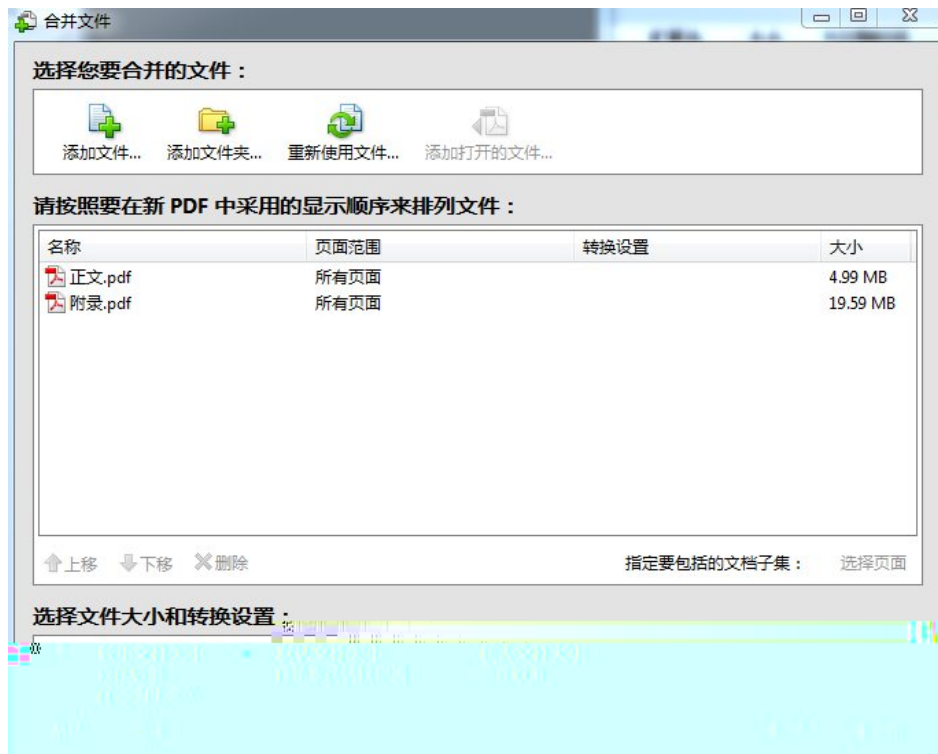 合并文件
选择您要合并的文件：
添加文件... 添加文件夹... 重新使用文件... 添加打开的文件...
请按照要在新 PDF 中采用的显示顺序来排列文件：
名称 页面范围 转换设置 大小
正文.pdf 所有页面 4.99 MB
附录.pdf 所有页面 19.59 MB
上移 下移 删除 指定要包括的文档子集： 选择页面
选择文件大小和转换设置：